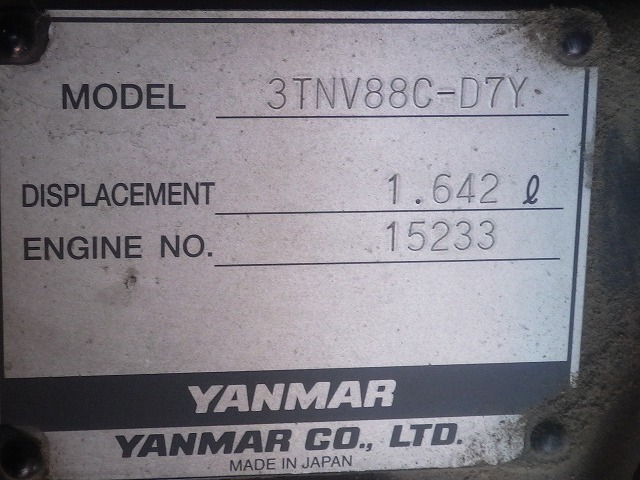 MODEL 3TNV88C-D7Y
DISPLACEMENT 1.642 ℓ
ENGINE NO. 15233
YANMAR
YANMAR CO., LTD.
MADE IN JAPAN